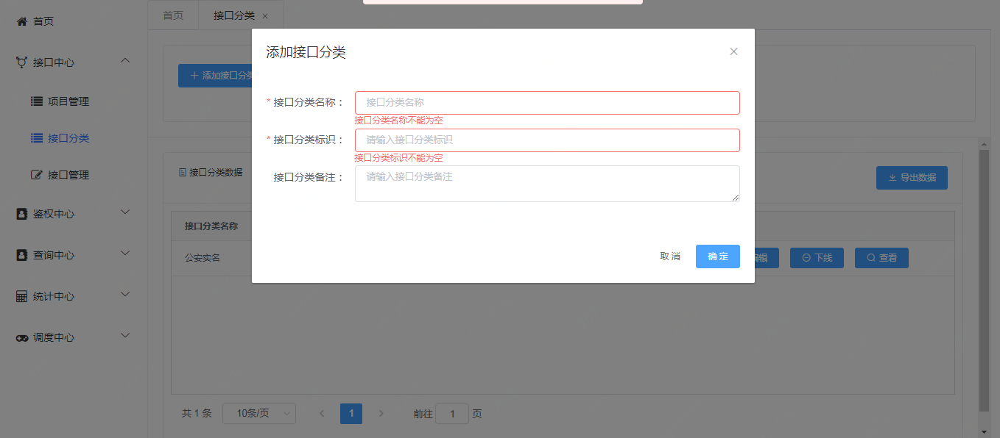 首页
接口中心
项目管理
接口分类
接口管理
鉴权中心
查询中心
统计中心
调度中心
首页
接口分类 ×
+ 添加接口分类
添加接口分类
* 接口分类名称：
接口分类名称
接口分类名称不能为空
* 接口分类标识：
请输入接口分类标识
接口分类标识不能为空
接口分类备注：
请输入接口分类备注
取 消
确 定
接口分类数据
导出数据
接口分类名称
公安实名
编辑
下线
查看
共 1 条
10条/页
1
前往 1 页